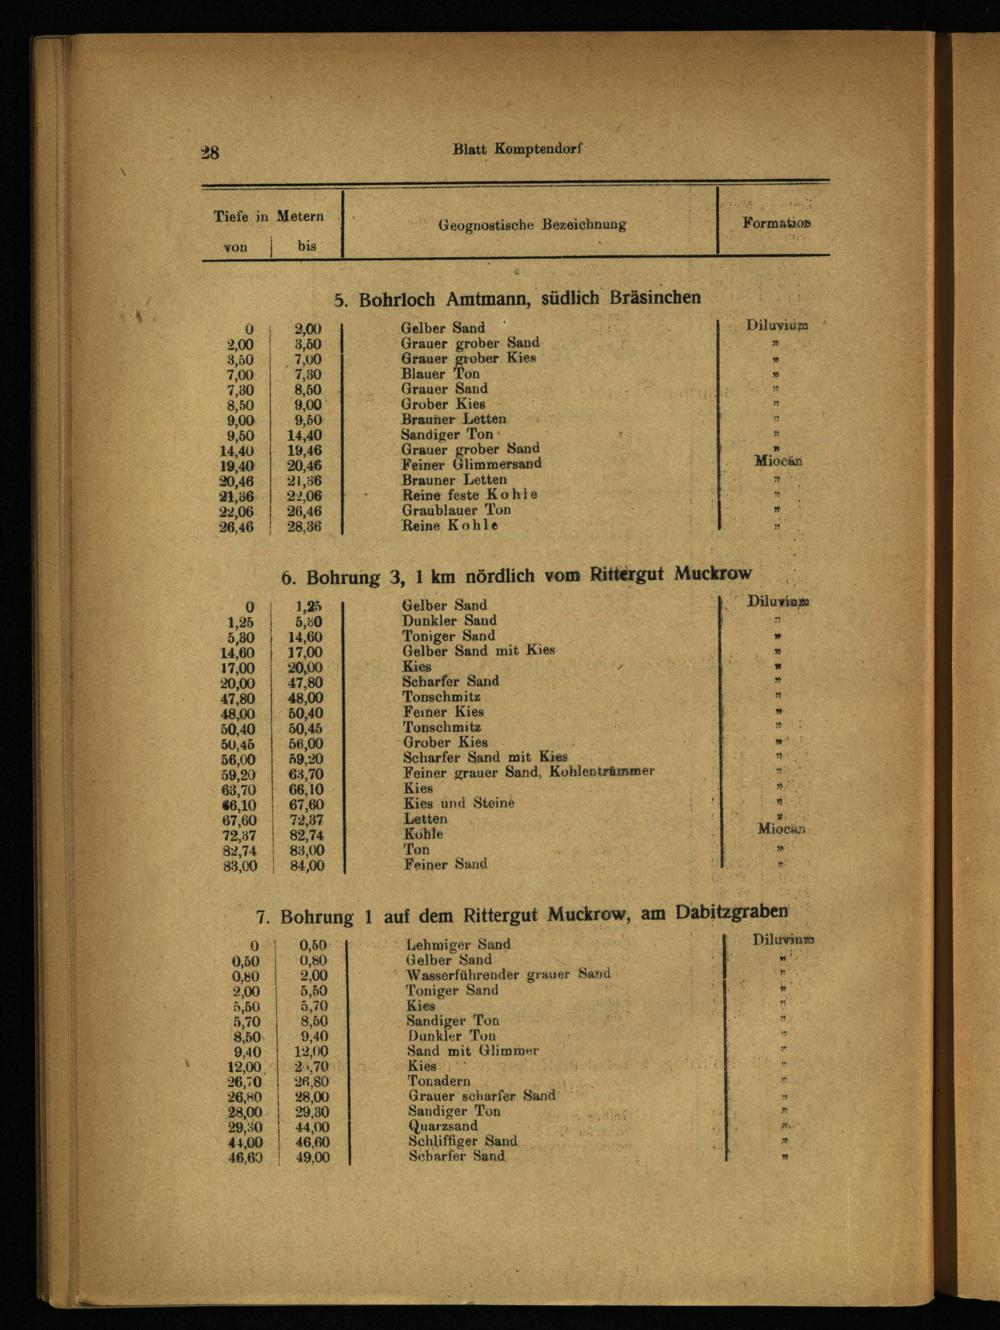 28 Blatt Komptendorf
Tiefe in Metern
von bis Geognostische Bezeichnung Formation
5. Bohrloch Amtmann, südlich Bräsinchen
0 2,00 Gelber Sand Diluvium
2,00 3,50 Grauer grober Sand "
3,50 7,00 Grauer grober Kies "
7,00 7,30 Blauer Ton "
7,30 8,50 Grauer Sand "
8,50 9,00 Grober Kies "
9,00 9,50 Brauner Letten "
9,50 14,40 Sandiger Ton "
14,40 19,46 Grauer grober Sand "
19,40 20,46 Feiner Glimmersand Miocän
20,46 21,36 Brauner Letten "
21,36 22,06 Reine feste Kohle "
22,06 26,46 Graublauer Ton "
26,46 28,36 Reine Kohle "
6. Bohrung 3, 1 km nördlich vom Rittergut Muckrow
0 1,25 Gelber Sand Diluvium
1,25 5,30 Dunkler Sand "
5,30 14,60 Toniger Sand "
14,60 17,00 Gelber Sand mit Kies "
17,00 20,00 Kies "
20,00 47,80 Scharfer Sand "
47,80 48,00 Tonschmitz "
48,00 50,40 Feiner Kies "
50,40 50,45 Tonschmitz "
50,45 56,00 Grober Kies "
56,00 59,20 Scharfer Sand mit Kies "
59,20 63,70 Feiner grauer Sand, Kohlentrümmer "
63,70 66,10 Kies "
66,10 67,60 Kies und Steine "
67,60 72,37 Letten "
72,37 82,74 Kohle Miocän
82,74 83,00 Ton "
83,00 84,00 Feiner Sand "
7. Bohrung 1 auf dem Rittergut Muckrow, am Dabitzgraben
0 0,50 Lehmiger Sand Diluvium
0,50 0,80 Gelber Sand "
0,80 2,00 Wasserführender grauer Sand "
2,00 5,50 Toniger Sand "
5,50 5,70 Kies "
5,70 8,50 Sandiger Ton "
8,50 9,40 Dunkler Ton "
9,40 12,00 Sand mit Glimmer "
12,00 Kies "
26,70 26,80 Tonadern "
26,80 28,00 Grauer scharfer Sand "
28,00 29,30 Sandiger Ton "
29,30 44,00 Quarzsand "
44,00 46,60 Schliffiger Sand "
46,60 49,00 Scharfer Sand "